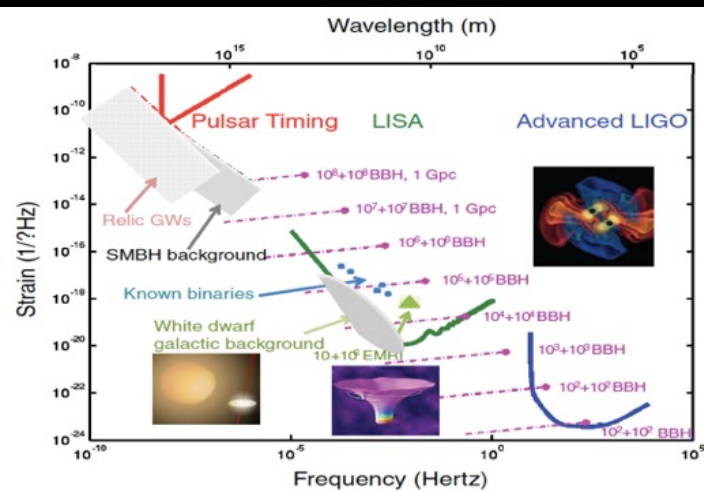 Wavelength (m)
10¹⁵ 10¹⁰ 10⁵
10⁻⁸
10⁻¹⁰
10⁻¹²
10⁻¹⁴
10⁻¹⁶
10⁻¹⁸
10⁻²⁰
10⁻²²
10⁻²⁴
Strain (1/?Hz)
Pulsar Timing LISA Advanced LIGO
10⁸+10⁸BBH, 1 Gpc
10⁷+10⁷BBH, 1 Gpc
Relic GWs
10⁶+10⁶BBH
SMBH background
10⁵+10⁵BBH
Known binaries
10⁴+10⁴BBH
White dwarf
galactic background
10³+10³BBH
10²+10²BBH
10²+10² BBH
10⁻¹⁰ 10⁻⁵ 10⁰ 10⁵
Frequency (Hertz)